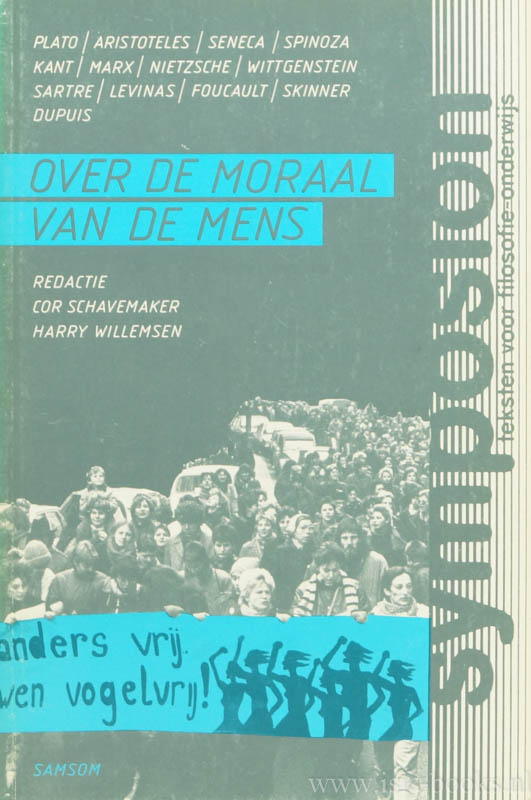 PLATO / ARISTOTELES / SENECA / SPINOZA
KANT / MARX / NIETZSCHE / WITTGENSTEIN
SARTRE / LEVINAS / FOUCAULT / SKINNER
DUPUIS
OVER DE MORAAL
VAN DE MENS
REDACTIE
COR SCHAVEMAKER
HARRY WILLEMSEN
symposion
teksten voor filosofie-onderwijs
anders vrij.
wen vogelvrij!
SAMSOM